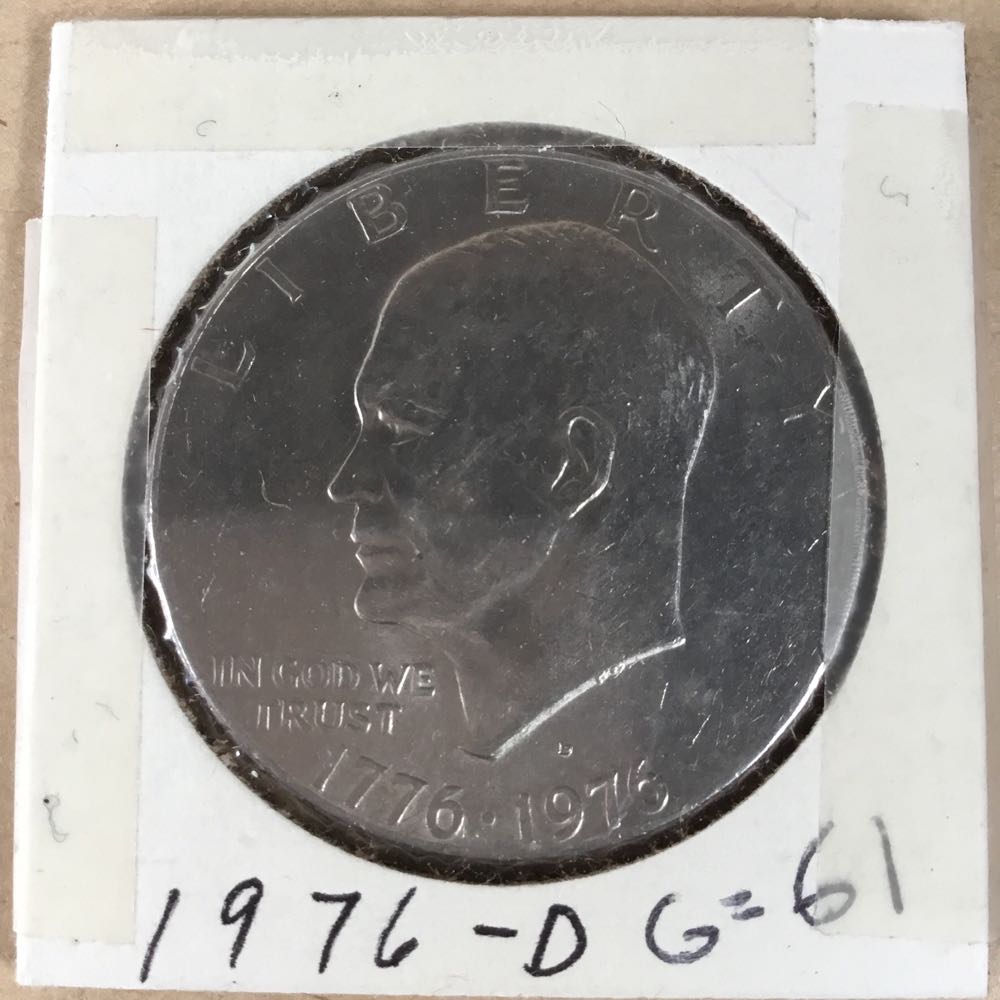 LIBERTY
IN GOD WE
TRUST
D
1776·1976
1976-D G=61